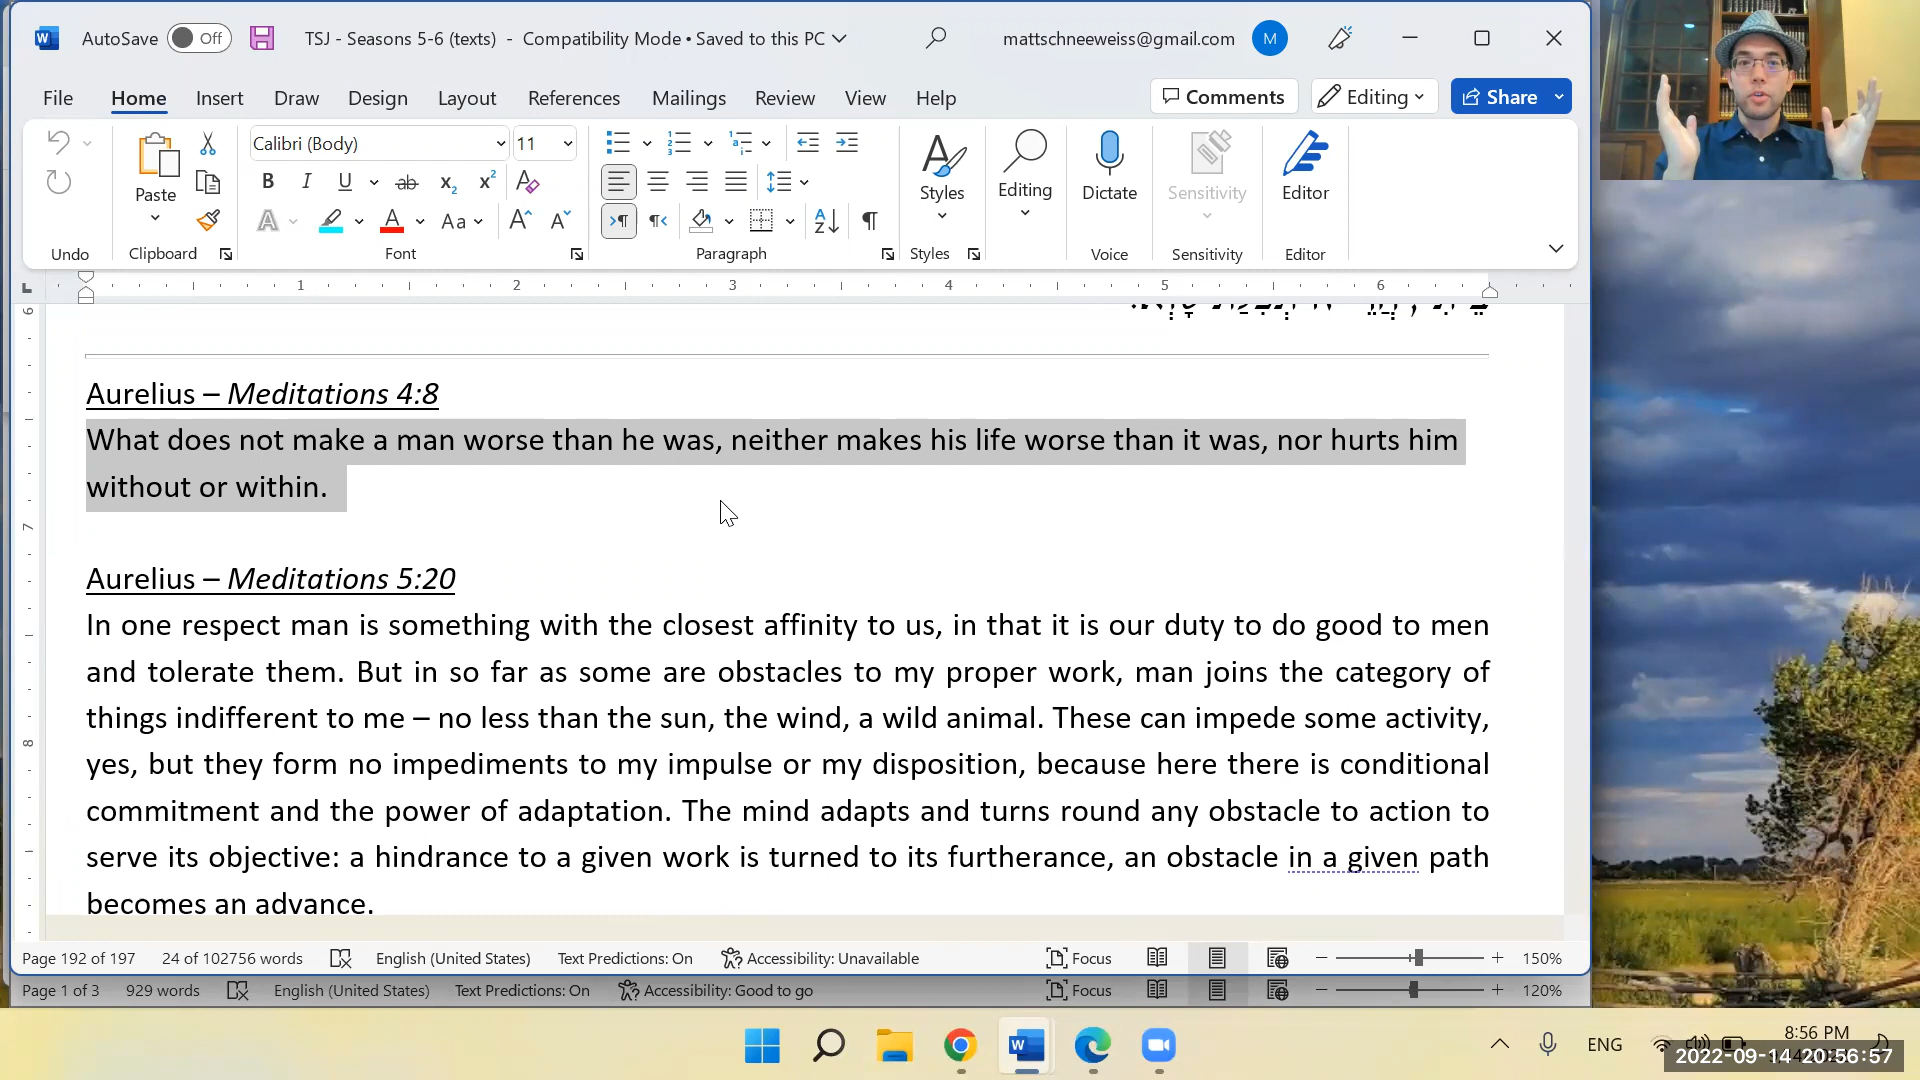 AutoSave Off TSJ - Seasons 5-6 (texts) - Compatibility Mode • Saved to this PC mattschneeweiss@gmail.com M
File Home Insert Draw Design Layout References Mailings Review View Help Comments Editing Share
Calibri (Body) 11
Paste Styles Editing Dictate Sensitivity Editor
Undo Clipboard Font Paragraph Styles Voice Sensitivity Editor
1 2 3 4 5 6
Aurelius – Meditations 4:8
What does not make a man worse than he was, neither makes his life worse than it was, nor hurts him
without or within.
Aurelius – Meditations 5:20
In one respect man is something with the closest affinity to us, in that it is our duty to do good to men
and tolerate them. But in so far as some are obstacles to my proper work, man joins the category of
things indifferent to me – no less than the sun, the wind, a wild animal. These can impede some activity,
yes, but they form no impediments to my impulse or my disposition, because here there is conditional
commitment and the power of adaptation. The mind adapts and turns round any obstacle to action to
serve its objective: a hindrance to a given work is turned to its furtherance, an obstacle in a given path
becomes an advance.
Page 192 of 197 24 of 102756 words English (United States) Text Predictions: On Accessibility: Unavailable Focus 150%
Page 1 of 3 929 words English (United States) Text Predictions: On Accessibility: Good to go Focus 120%
ENG 8:56 PM
2022-09-14 20:56:57